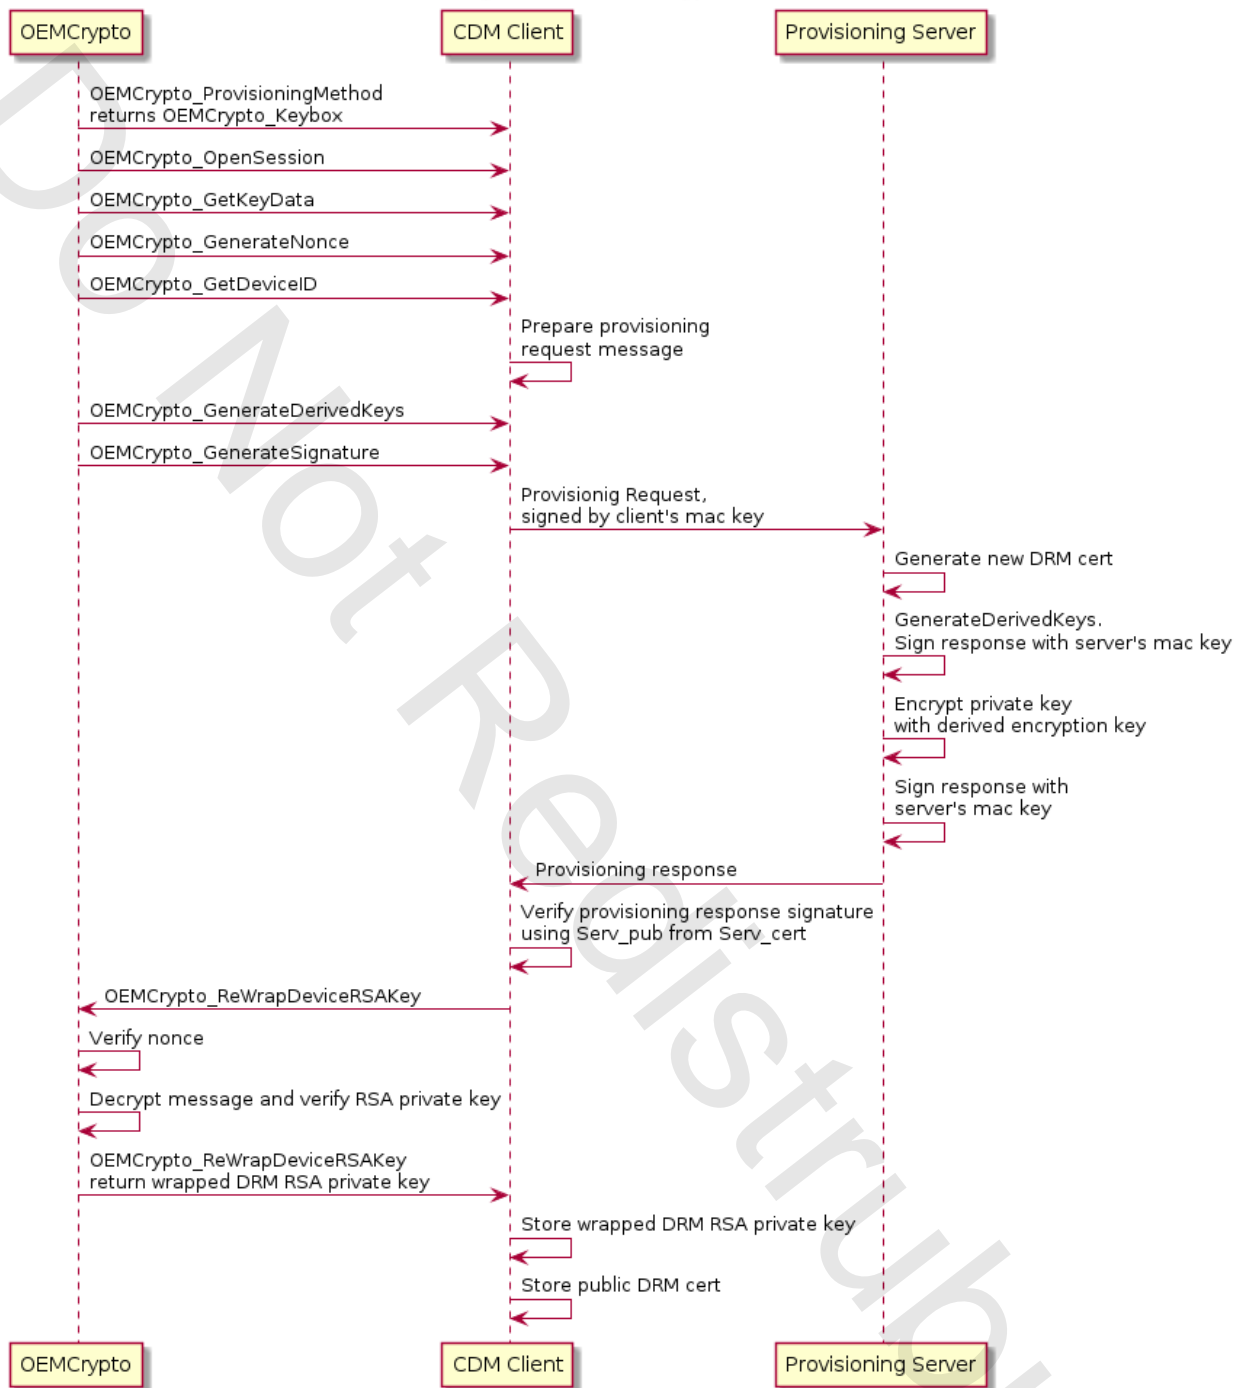 OEMCrypto
CDM Client
Provisioning Server
OEMCrypto_ProvisioningMethod
returns OEMCrypto_Keybox
OEMCrypto_OpenSession
OEMCrypto_GetKeyData
OEMCrypto_GenerateNonce
OEMCrypto_GetDeviceID
Prepare provisioning
request message
OEMCrypto_GenerateDerivedKeys
OEMCrypto_GenerateSignature
Provisionig Request,
signed by client's mac key
Generate new DRM cert
GenerateDerivedKeys.
Sign response with server's mac key
Encrypt private key
with derived encryption key
Sign response with
server's mac key
Provisioning response
Verify provisioning response signature
using Serv_pub from Serv_cert
OEMCrypto_ReWrapDeviceRSAKey
Verify nonce
Decrypt message and verify RSA private key
OEMCrypto_ReWrapDeviceRSAKey
return wrapped DRM RSA private key
Store wrapped DRM RSA private key
Store public DRM cert
OEMCrypto
CDM Client
Provisioning Server
Do Not Redistrib